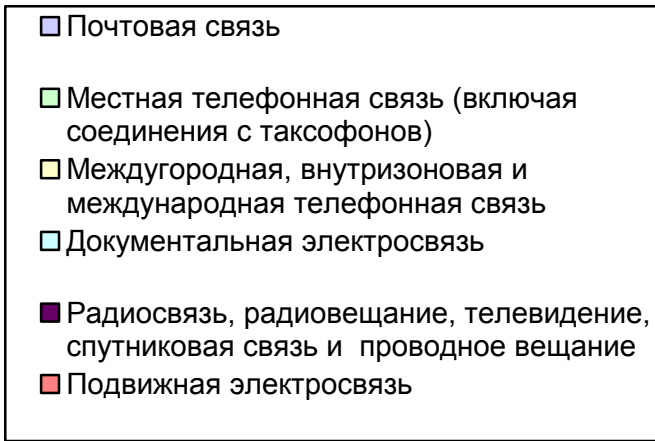 Почтовая связь
Местная телефонная связь (включая
соединения с таксофонов)
Междугородная, внутризоновая и
международная телефонная связь
Документальная электросвязь
Радиосвязь, радиовещание, телевидение,
спутниковая связь и проводное вещание
Подвижная электросвязь